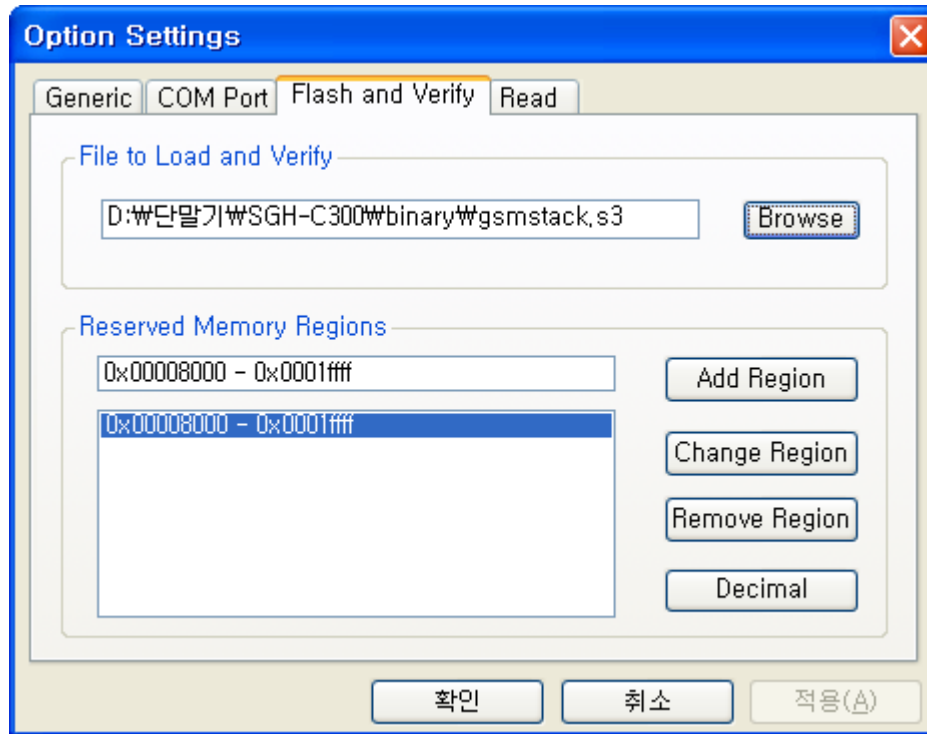 Option Settings
Generic COM Port Flash and Verify Read
File to Load and Verify
D:₩단말기₩SGH-C300₩binary₩gsmstack.s3 Browse
Reserved Memory Regions
0x00008000 - 0x0001ffff Add Region
0x00008000 - 0x0001ffff
Change Region
Remove Region
Decimal
확인 취소 적용(A)